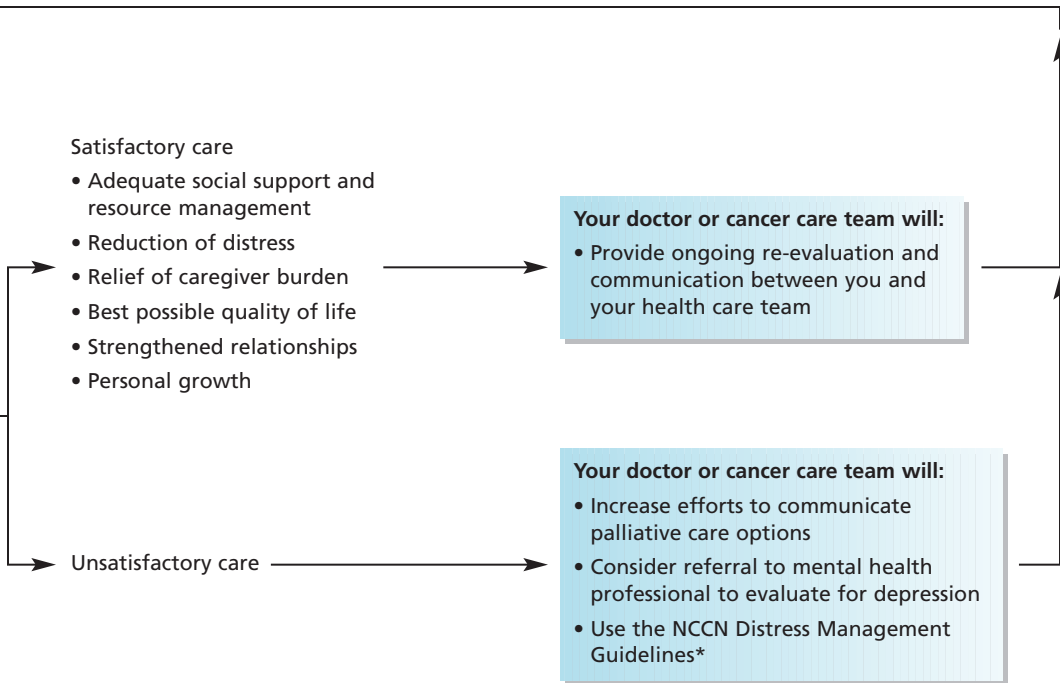 Satisfactory care
• Adequate social support and
resource management
• Reduction of distress
• Relief of caregiver burden
• Best possible quality of life
• Strengthened relationships
• Personal growth
Your doctor or cancer care team will:
• Provide ongoing re-evaluation and
communication between you and
your health care team
Unsatisfactory care
Your doctor or cancer care team will:
• Increase efforts to communicate
palliative care options
• Consider referral to mental health
professional to evaluate for depression
• Use the NCCN Distress Management
Guidelines*